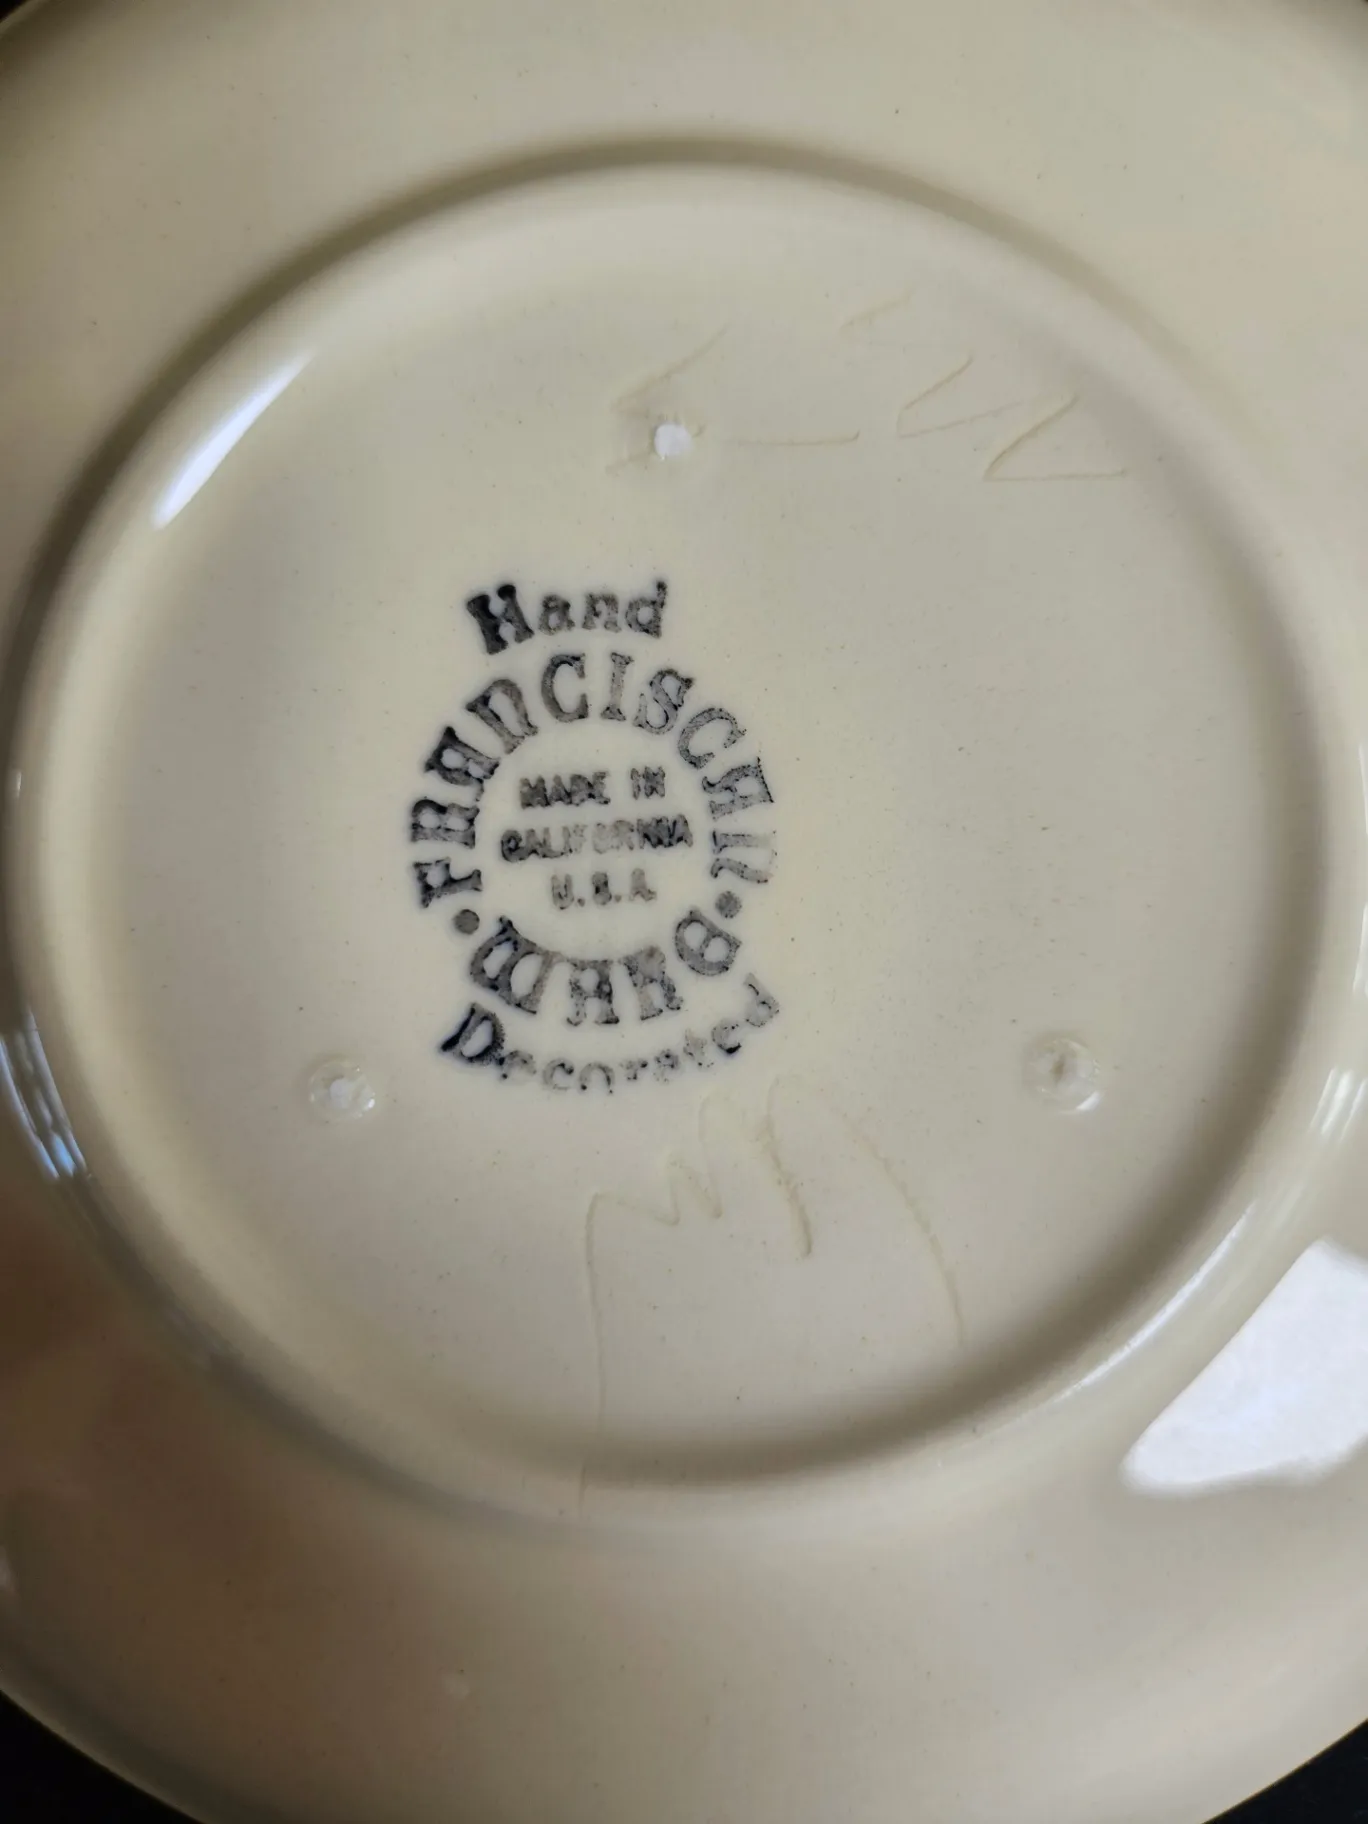 Hand
FRANCISCAN
MADE IN
CALIFORNIA
U.S.A.
• WARE •
Decorated